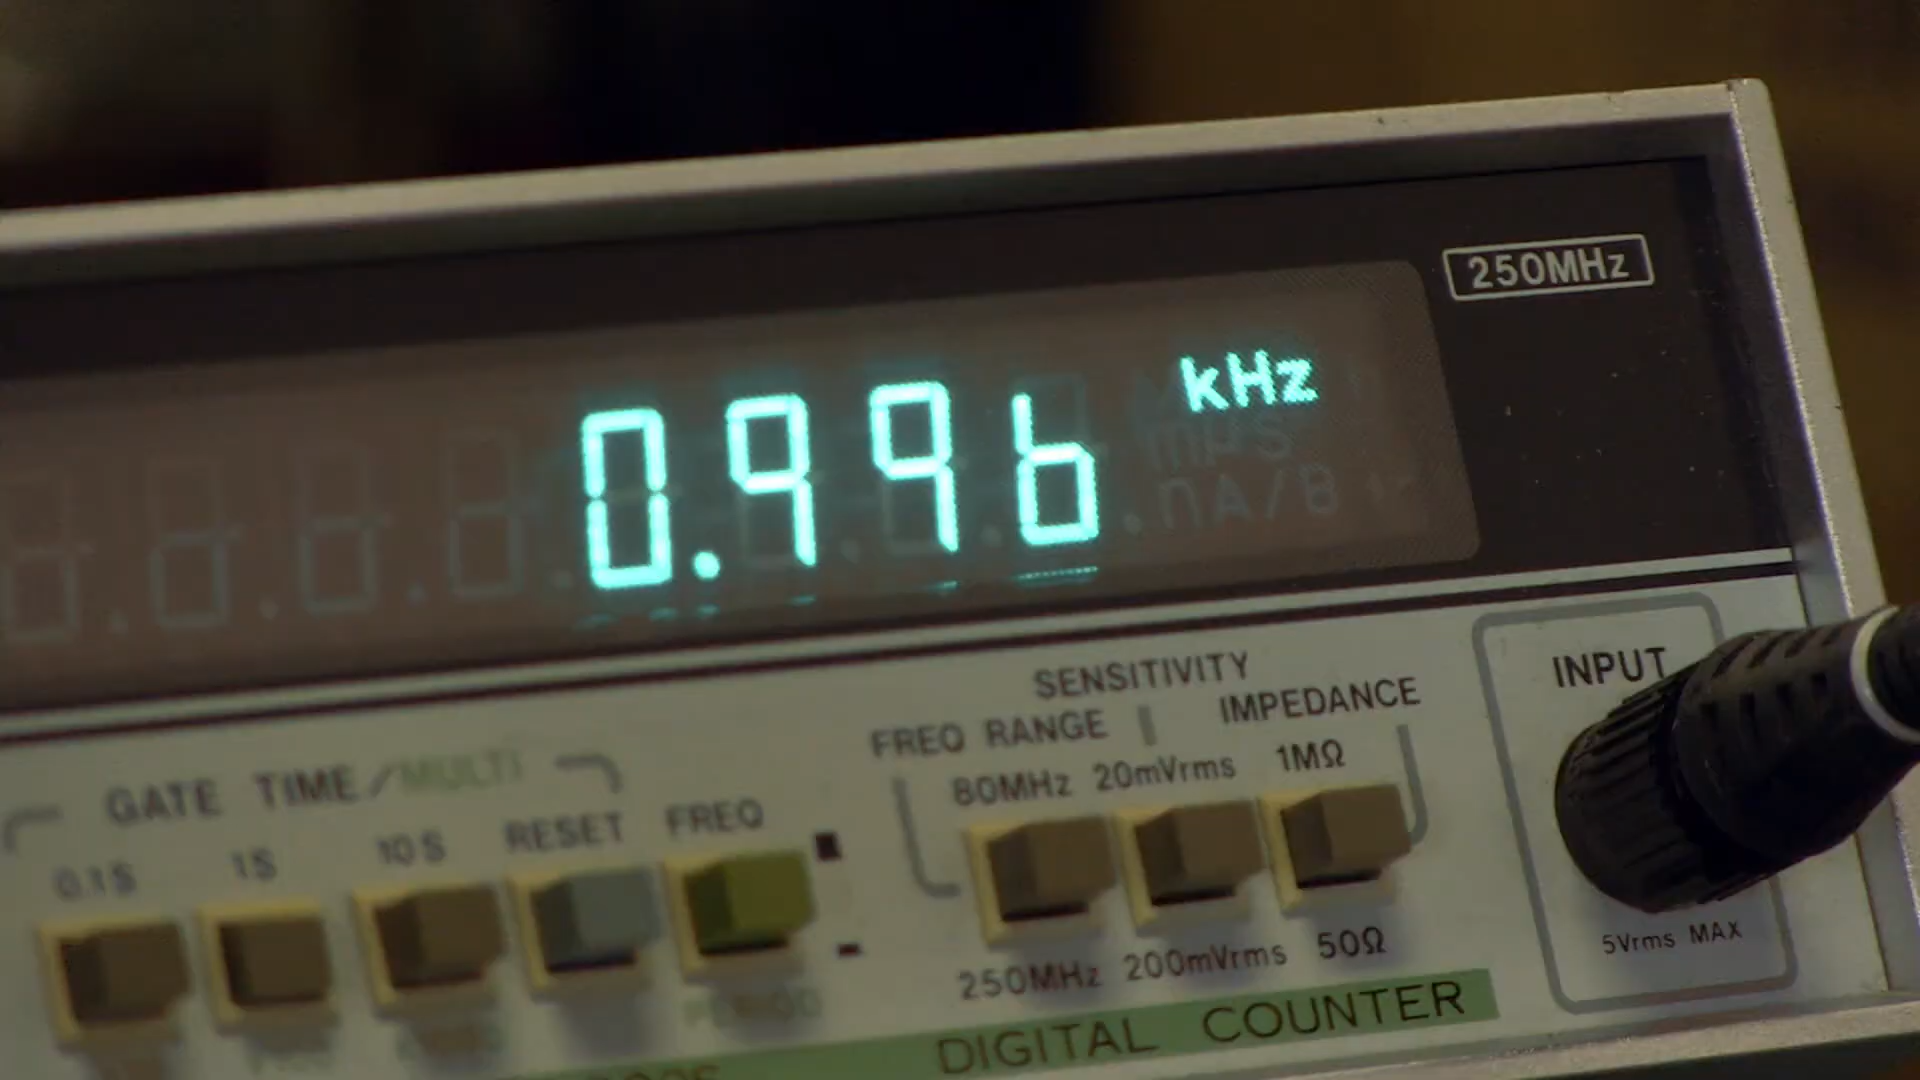 250MHz
0.996 kHz
INPUT
SENSITIVITY
FREQ RANGE IMPEDANCE
GATE TIME/MULTI
80MHz 20mVrms 1MΩ
0.1S 1S 10S RESET FREQ
250MHz 200mVrms 50Ω
5Vrms MAX
PERIOD
DIGITAL COUNTER